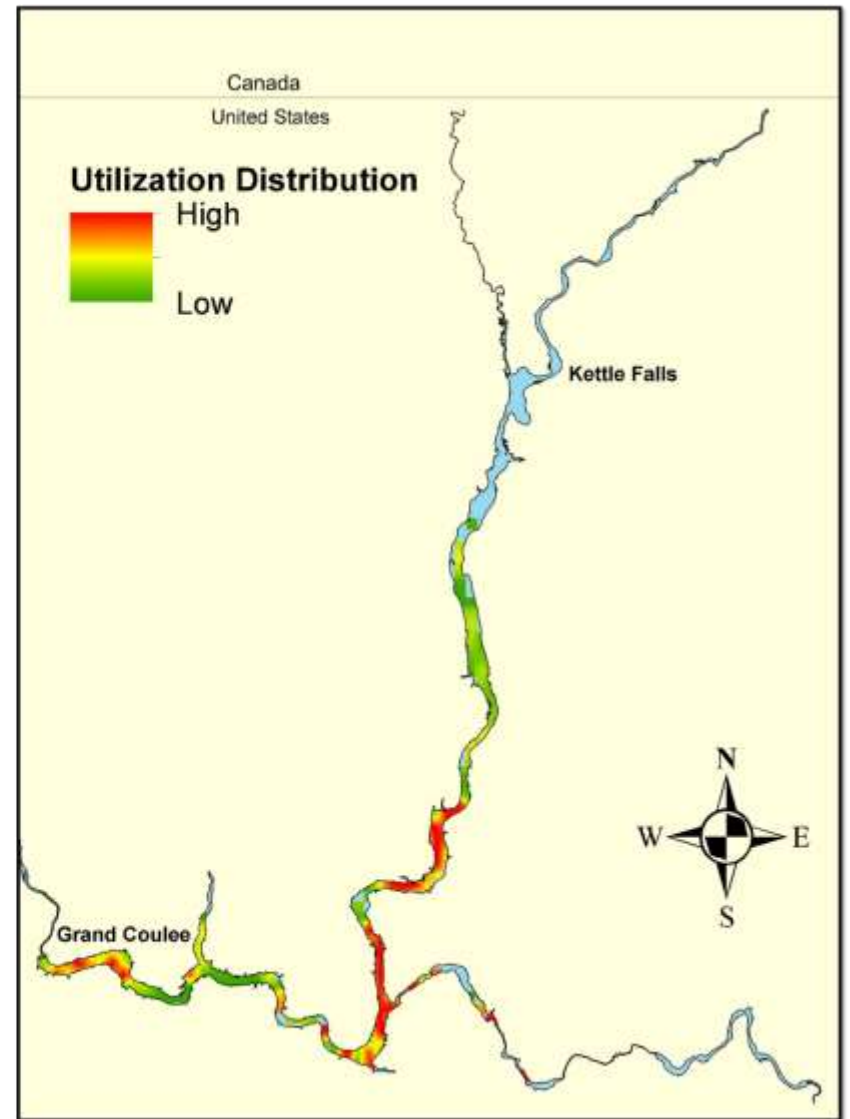 Canada
United States
Utilization Distribution
High
Low
Kettle Falls
N
W E
S
Grand Coulee